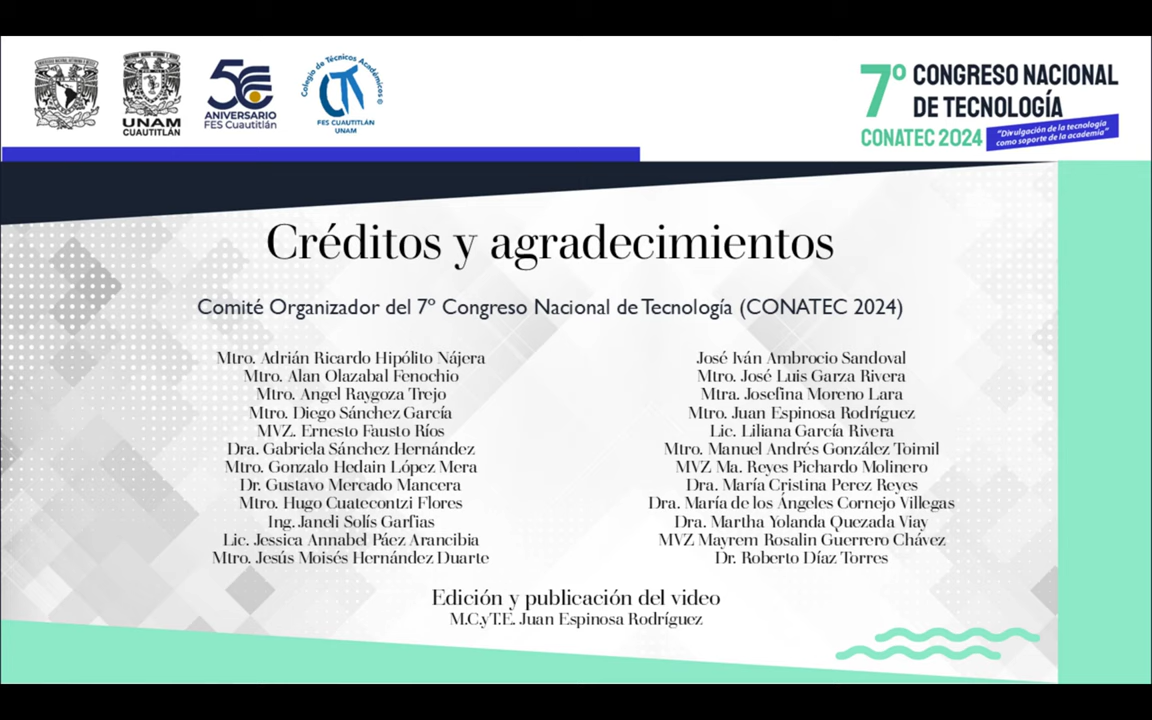 UNAM
CUAUTITLÁN
5
ANIVERSARIO
FES Cuautitlán
Colegio de Técnicos Académicos
CTA
FES CUAUTITLÁN
UNAM
7º CONGRESO NACIONAL
DE TECNOLOGÍA
CONATEC 2024
"Divulgación de la tecnología
como soporte de la academia"
Créditos y agradecimientos
Comité Organizador del 7º Congreso Nacional de Tecnología (CONATEC 2024)
Mtro. Adrián Ricardo Hipólito Nájera
Mtro. Alan Olazabal Fenochio
Mtro. Angel Raygoza Trejo
Mtro. Diego Sánchez García
MVZ. Ernesto Fausto Ríos
Dra. Gabriela Sánchez Hernández
Mtro. Gonzalo Hedain López Mera
Dr. Gustavo Mercado Mancera
Mtro. Hugo Cuatecontzi Flores
Ing. Janeli Solís Garfias
Lic. Jessica Annabel Páez Arancibia
Mtro. Jesús Moisés Hernández Duarte
José Iván Ambrocio Sandoval
Mtro. José Luis Garza Rivera
Mtra. Josefina Moreno Lara
Mtro. Juan Espinosa Rodríguez
Lic. Liliana García Rivera
Mtro. Manuel Andrés González Toimil
MVZ Ma. Reyes Pichardo Molinero
Dra. María Cristina Perez Reyes
Dra. María de los Ángeles Cornejo Villegas
Dra. Martha Yolanda Quezada Viay
MVZ Mayrem Rosalin Guerrero Chávez
Dr. Roberto Díaz Torres
Edición y publicación del video
M.C.yT.E. Juan Espinosa Rodríguez